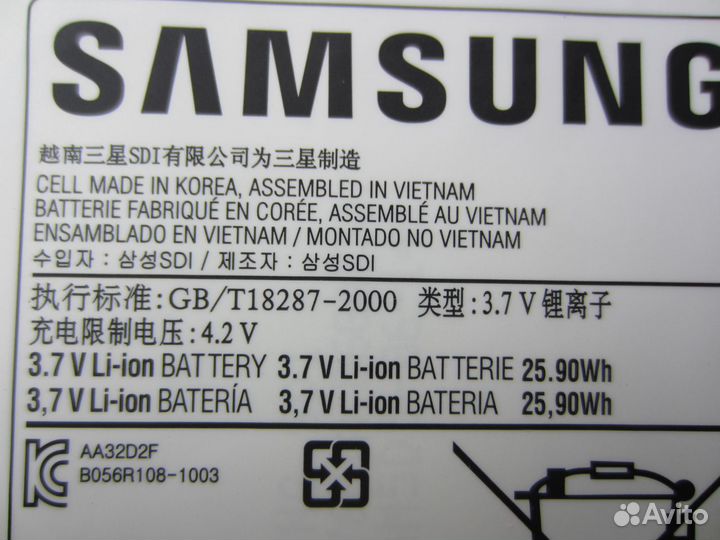 SAMSUNG
越南三星SDI有限公司为三星制造
CELL MADE IN KOREA, ASSEMBLED IN VIETNAM
BATTERIE FABRIQUÉ EN CORÉE, ASSEMBLÉ AU VIETNAM
ENSAMBLADO EN VIETNAM / MONTADO NO VIETNAM
수입자 : 삼성SDI / 제조자 : 삼성SDI
执行标准: GB/T18287-2000 类型: 3.7 V 锂离子
充电限制电压: 4.2 V
3.7 V Li-ion BATTERY 3.7 V Li-ion BATTERIE 25.90Wh
3,7 V Li-ion BATERÍA 3,7 V Li-ion BATERIA 25,90Wh
AA32D2F
B056R108-1003
Avito